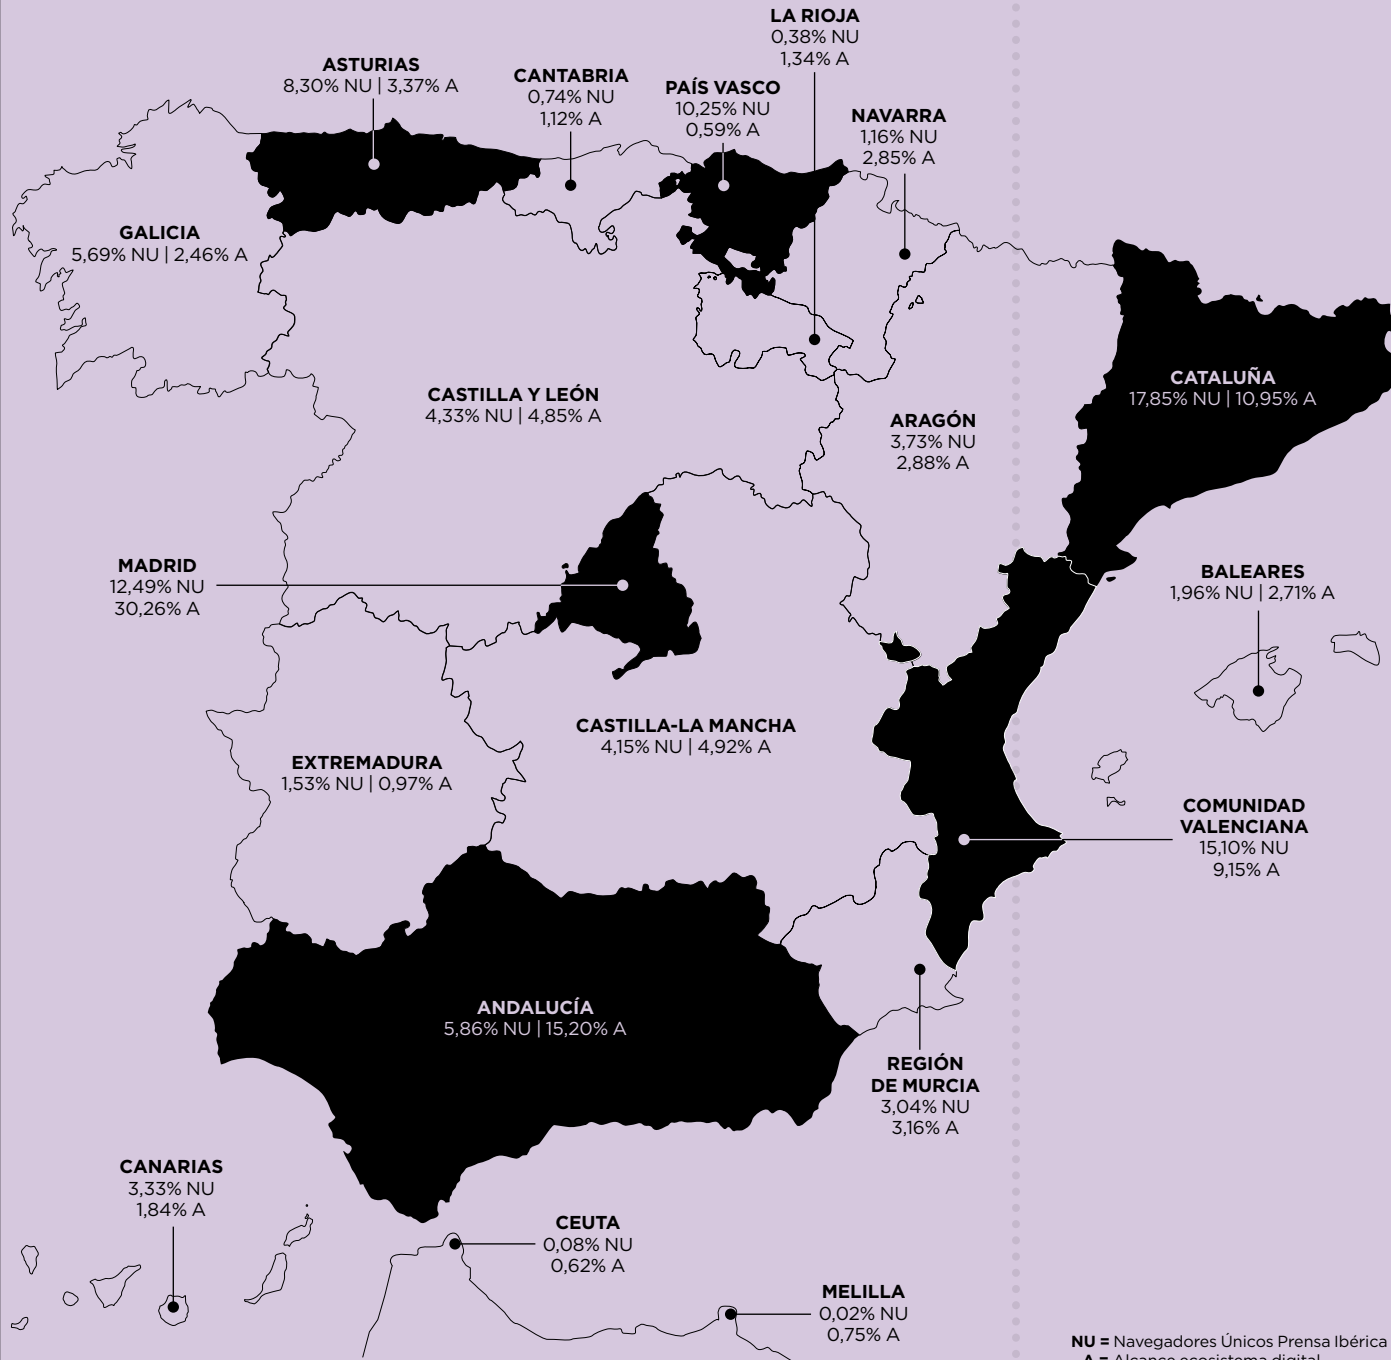 LA RIOJA
0,38% NU
1,34% A
ASTURIAS
8,30% NU | 3,37% A
CANTABRIA
0,74% NU
1,12% A
PAÍS VASCO
10,25% NU
0,59% A
NAVARRA
1,16% NU
2,85% A
GALICIA
5,69% NU | 2,46% A
CASTILLA Y LEÓN
4,33% NU | 4,85% A
ARAGÓN
3,73% NU
2,88% A
CATALUÑA
17,85% NU | 10,95% A
MADRID
12,49% NU
30,26% A
BALEARES
1,96% NU | 2,71% A
EXTREMADURA
1,53% NU | 0,97% A
CASTILLA-LA MANCHA
4,15% NU | 4,92% A
COMUNIDAD
VALENCIANA
15,10% NU
9,15% A
ANDALUCÍA
5,86% NU | 15,20% A
REGIÓN
DE MURCIA
3,04% NU
3,16% A
CANARIAS
3,33% NU
1,84% A
CEUTA
0,08% NU
0,62% A
MELILLA
0,02% NU
0,75% A
NU = Navegadores Únicos Prensa Ibérica
A = Alcance ecosistema digital